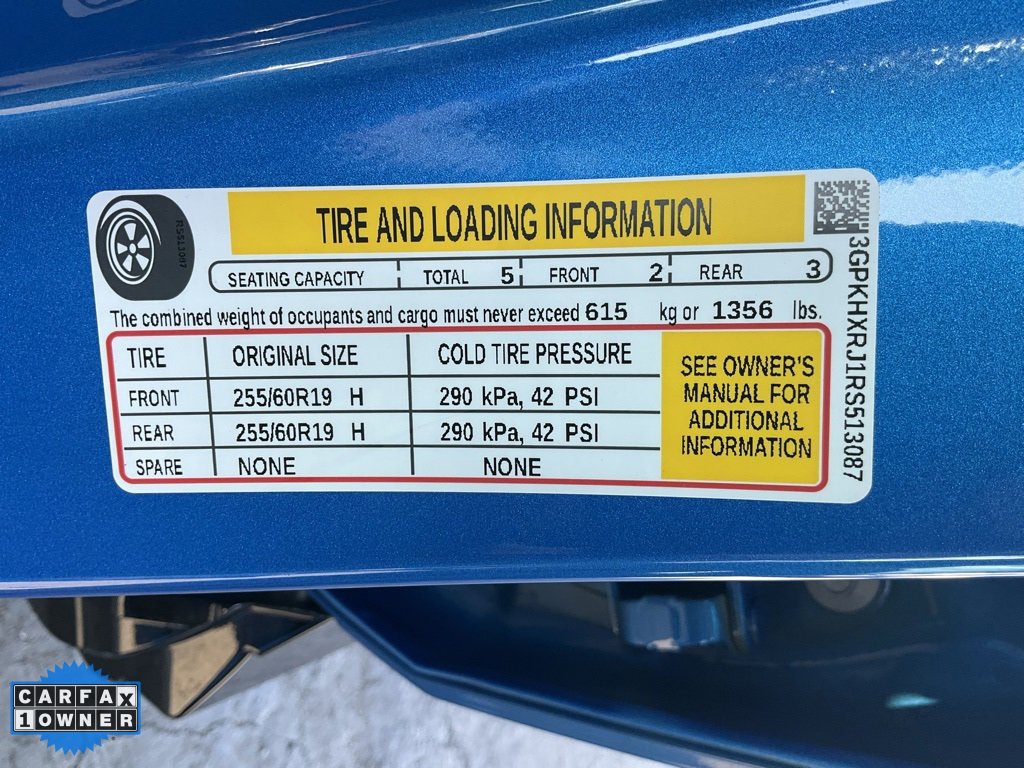 TIRE AND LOADING INFORMATION
RS513087
SEATING CAPACITY TOTAL 5 FRONT 2 REAR 3
The combined weight of occupants and cargo must never exceed 615 kg or 1356 lbs.
TIRE ORIGINAL SIZE COLD TIRE PRESSURE
FRONT 255/60R19 H 290 kPa, 42 PSI
REAR 255/60R19 H 290 kPa, 42 PSI
SPARE NONE NONE
SEE OWNER'S
MANUAL FOR
ADDITIONAL
INFORMATION
3GPKHXRJ1RS513087
CARFAX
1 OWNER